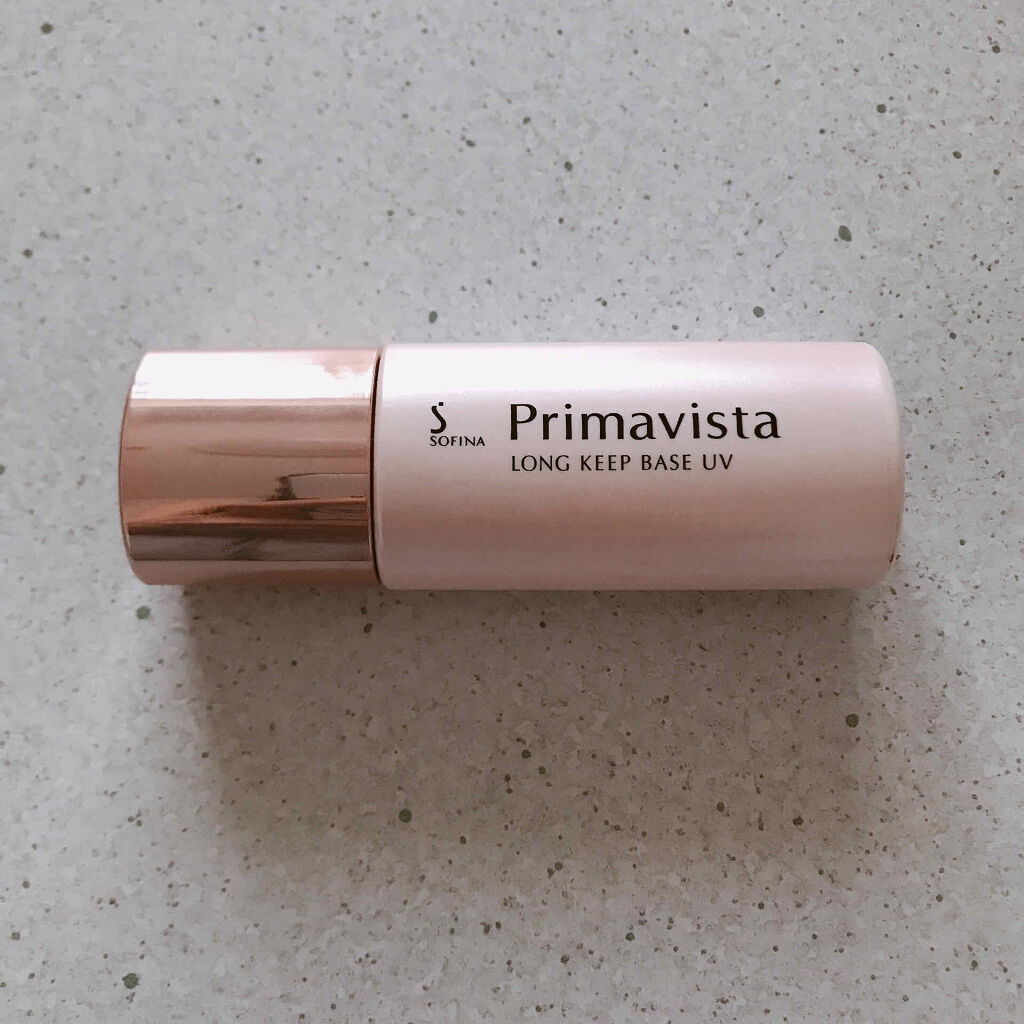 SOFINA
Primavista
LONG KEEP BASE UV